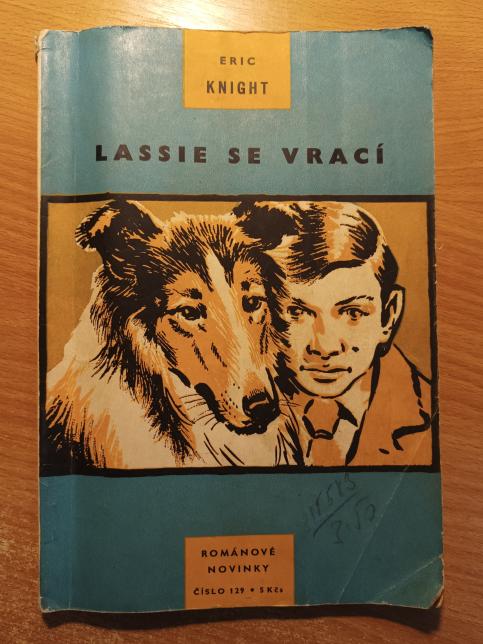 ERIC
KNIGHT
LASSIE SE VRACÍ
ROMÁNOVÉ
NOVINKY
ČÍSLO 129 • 5 Kčs